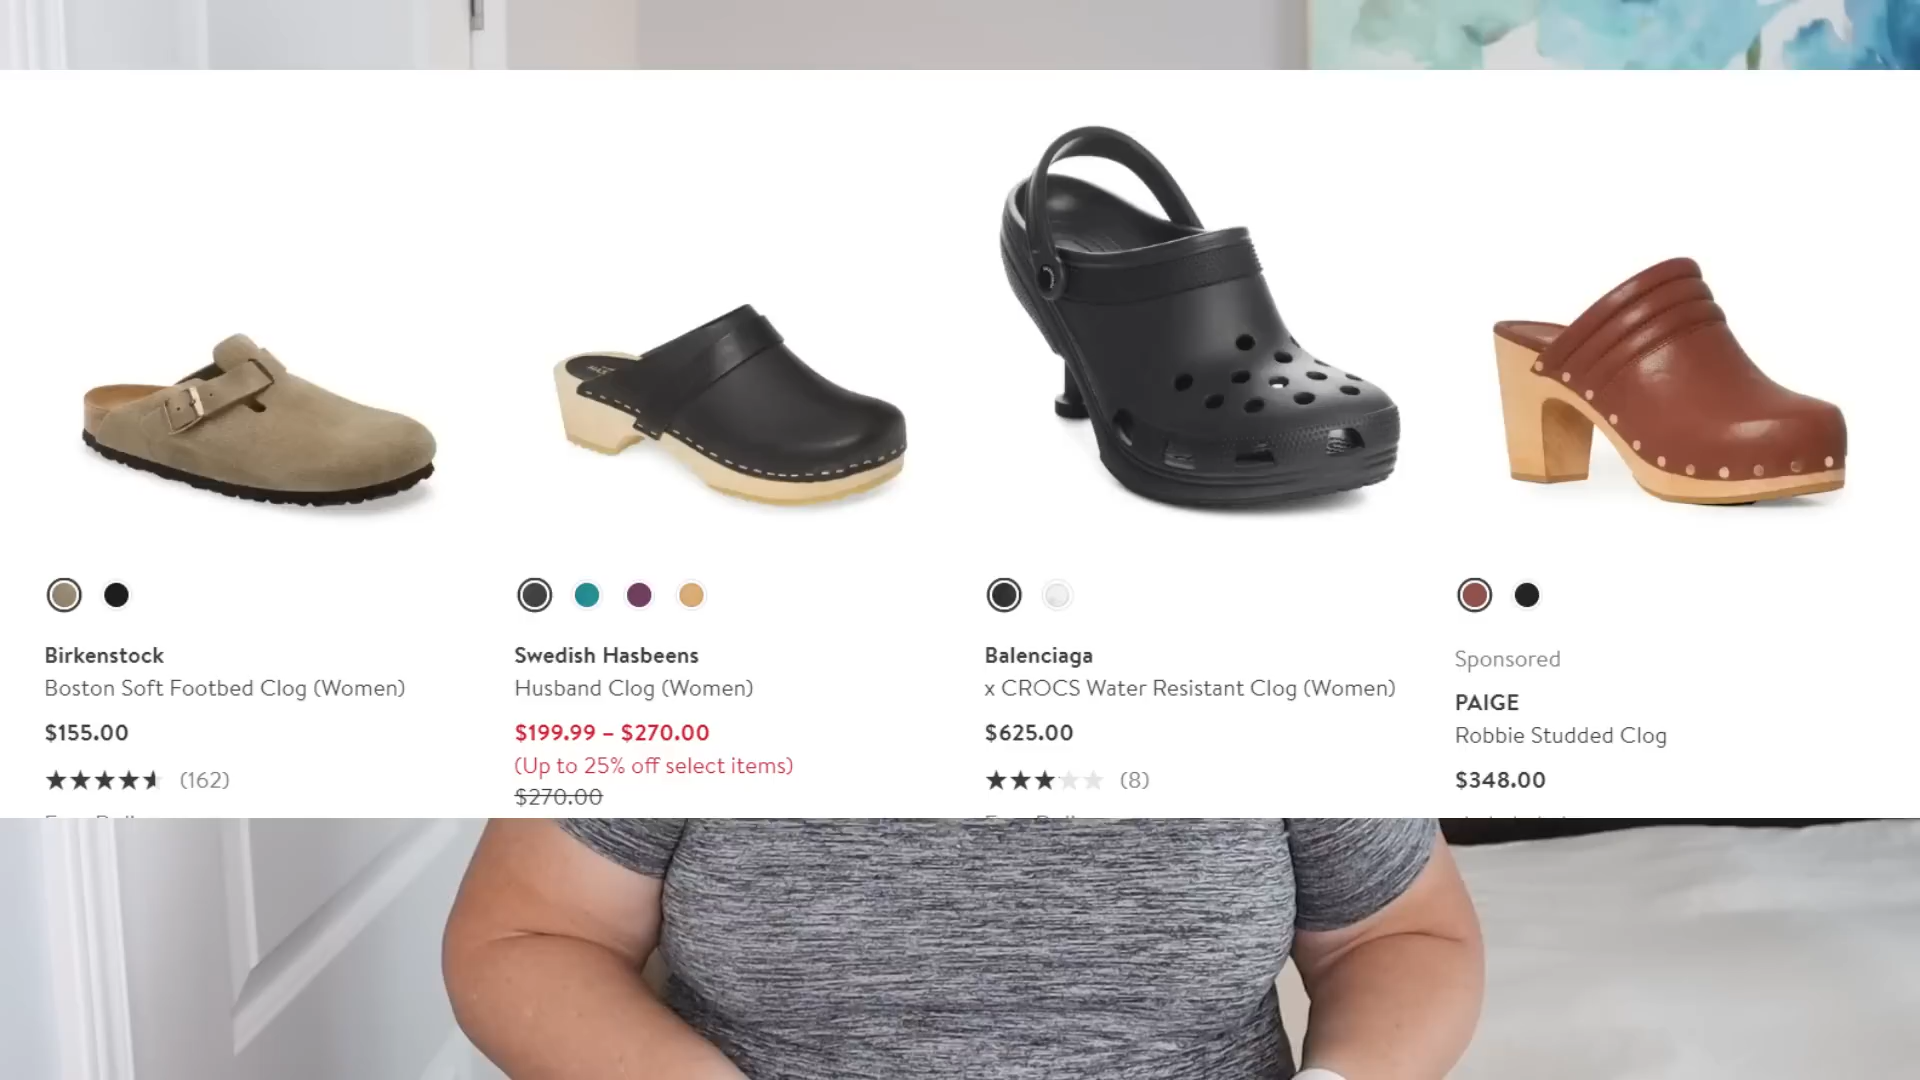 Birkenstock
Boston Soft Footbed Clog (Women)
$155.00
(162)
Swedish Hasbeens
Husband Clog (Women)
$199.99 – $270.00
(Up to 25% off select items)
$270.00
Balenciaga
x CROCS Water Resistant Clog (Women)
$625.00
(8)
Sponsored
PAIGE
Robbie Studded Clog
$348.00